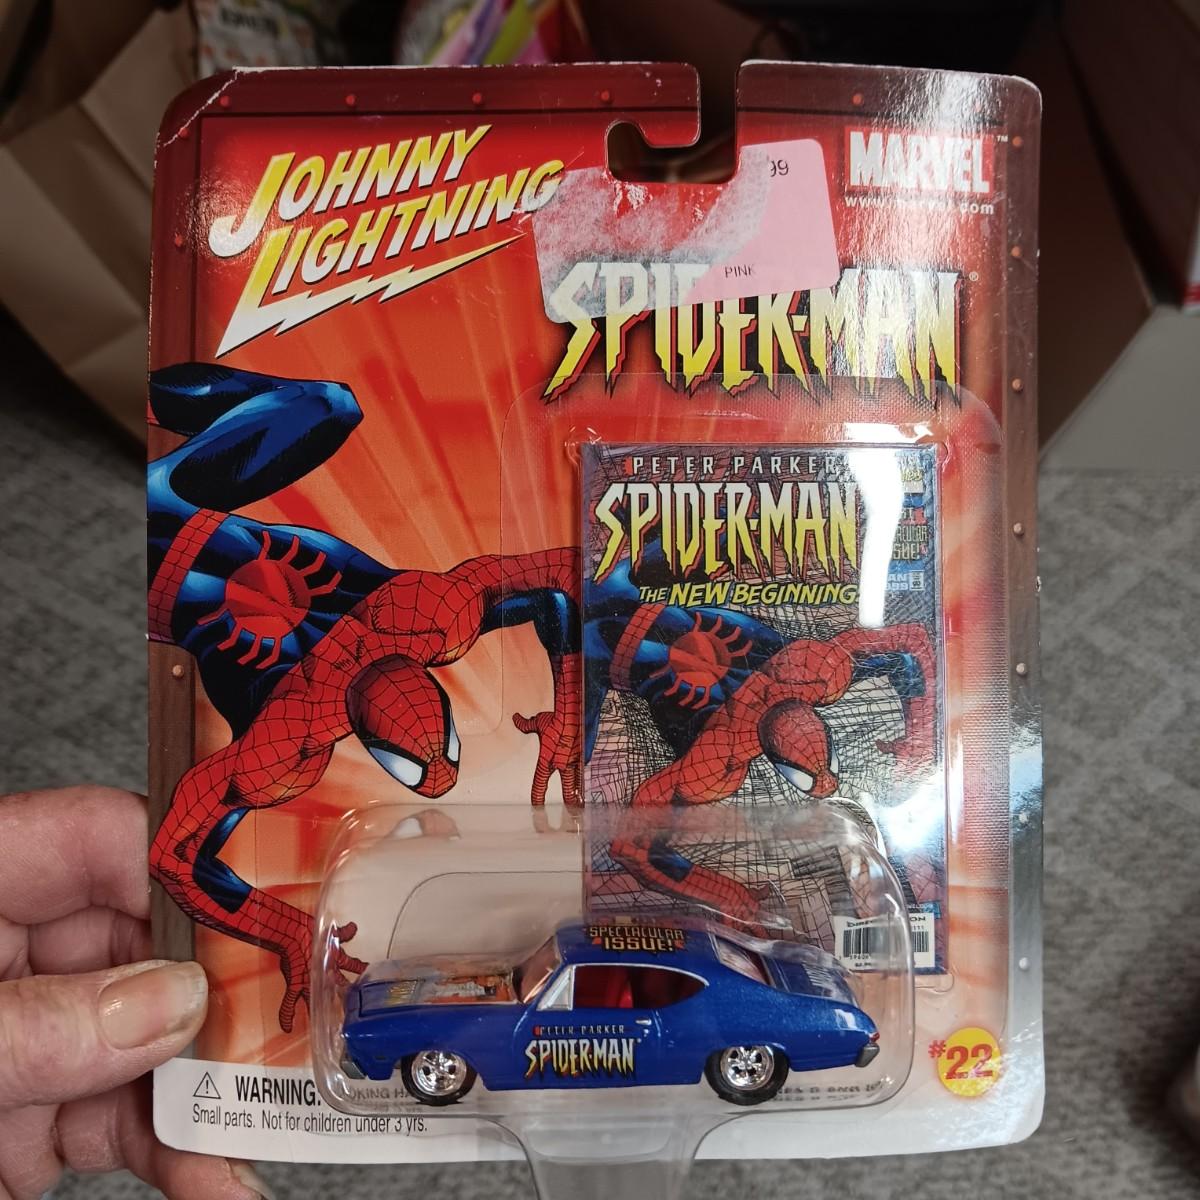 JOHNNY
LIGHTNING
MARVEL™
www.marvel.com
99
PINK
SPIDER-MAN®
PETER PARKER
SPIDER-MAN
THE NEW BEGINNING
SPECTACULAR
ISSUE!
PETER PARKER
SPIDER-MAN
#22
⚠ WARNING:
Small parts. Not for children under 3 yrs.